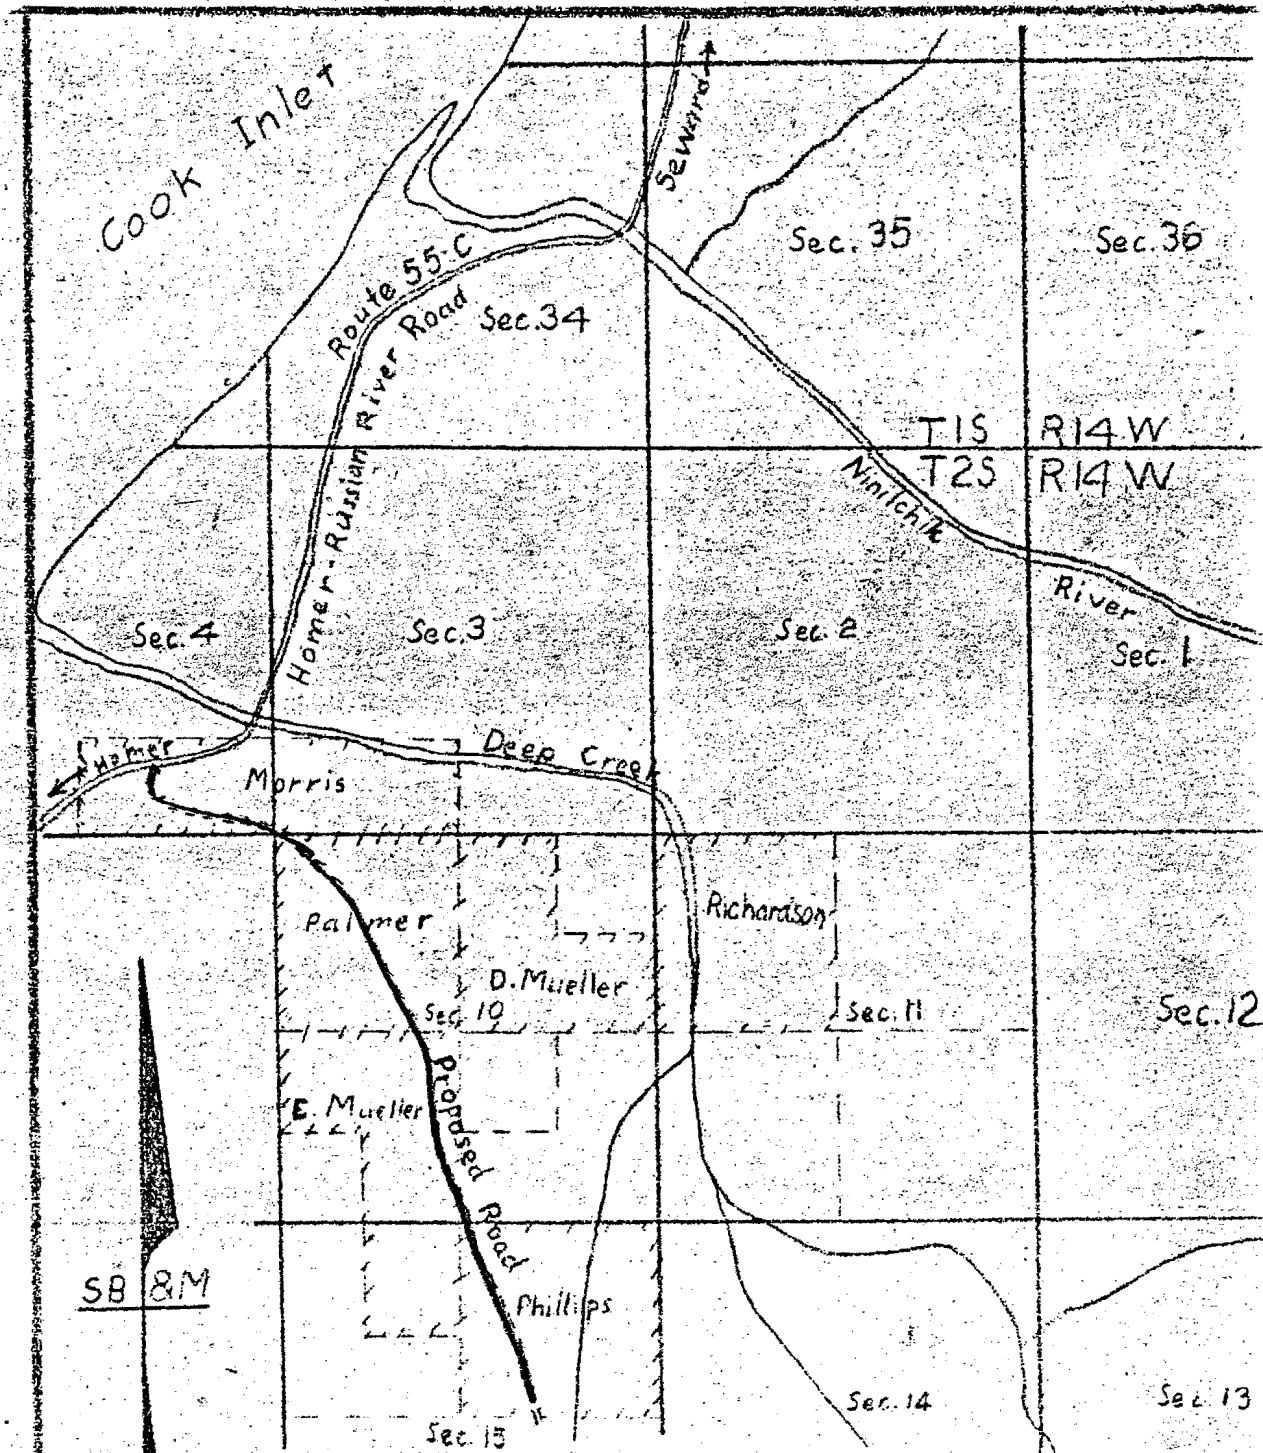 Cook Inlet
Seward
Sec. 35
Sec. 36
Route 55-C
Sec. 34
Homer-Russian River Road
T1S R14 W
T2S R14 W
Ninilchik
River
Sec. 4
Sec. 3
Sec. 2
Sec. 1
Homer
Deep Creek
Morris
Palmer
Richardson
D. Mueller
Sec. 10
Sec. 11
Sec. 12
E. Mueller
Proposed Road
SB & M
Phillips
Sec. 14
Sec. 13
Sec. 15